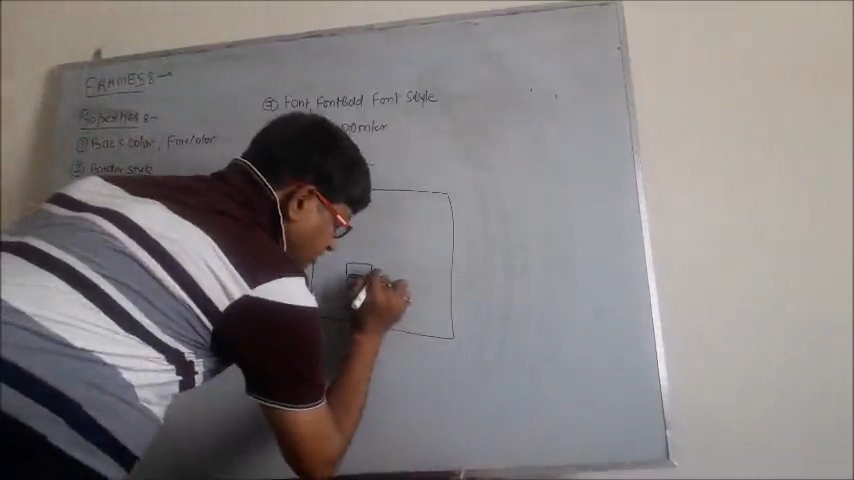 FRAMES :-
Properties :-
① Back color, Forecolor
② Border style
③ Font, FontBold Font Style